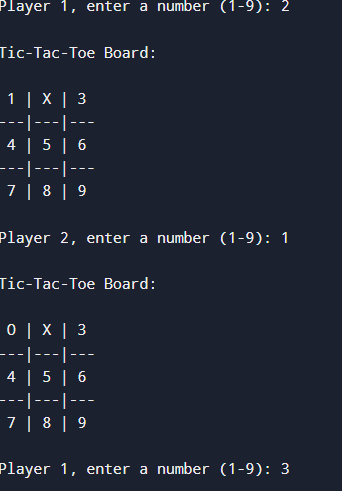 Player 1, enter a number (1-9): 2
Tic-Tac-Toe Board:
1 | X | 3
---|---|---
4 | 5 | 6
---|---|---
7 | 8 | 9
Player 2, enter a number (1-9): 1
Tic-Tac-Toe Board:
O | X | 3
---|---|---
4 | 5 | 6
---|---|---
7 | 8 | 9
Player 1, enter a number (1-9): 3